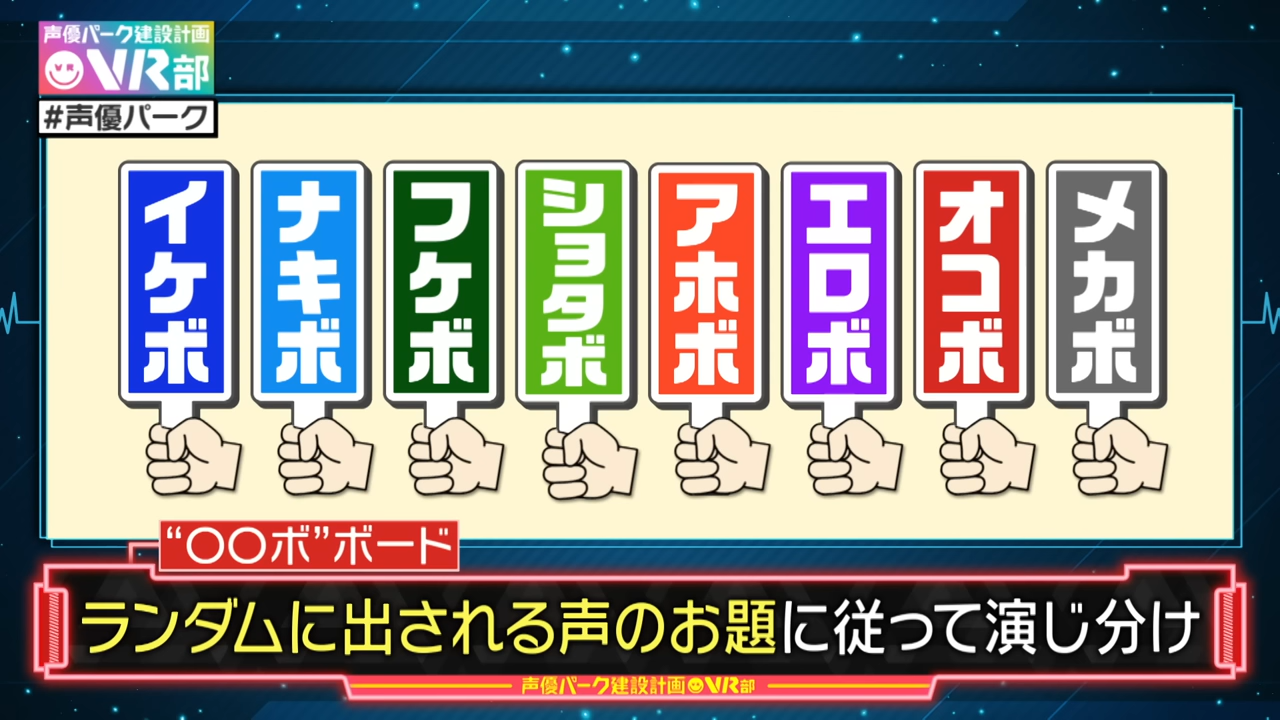 声優パーク建設計画
VR部
#声優パーク
イケボ
ナキボ
フケボ
ショタボ
アホボ
エロボ
オコボ
メカボ
“〇〇ボ”ボード
ランダムに出される声のお題に従って演じ分け
声優パーク建設計画VR部